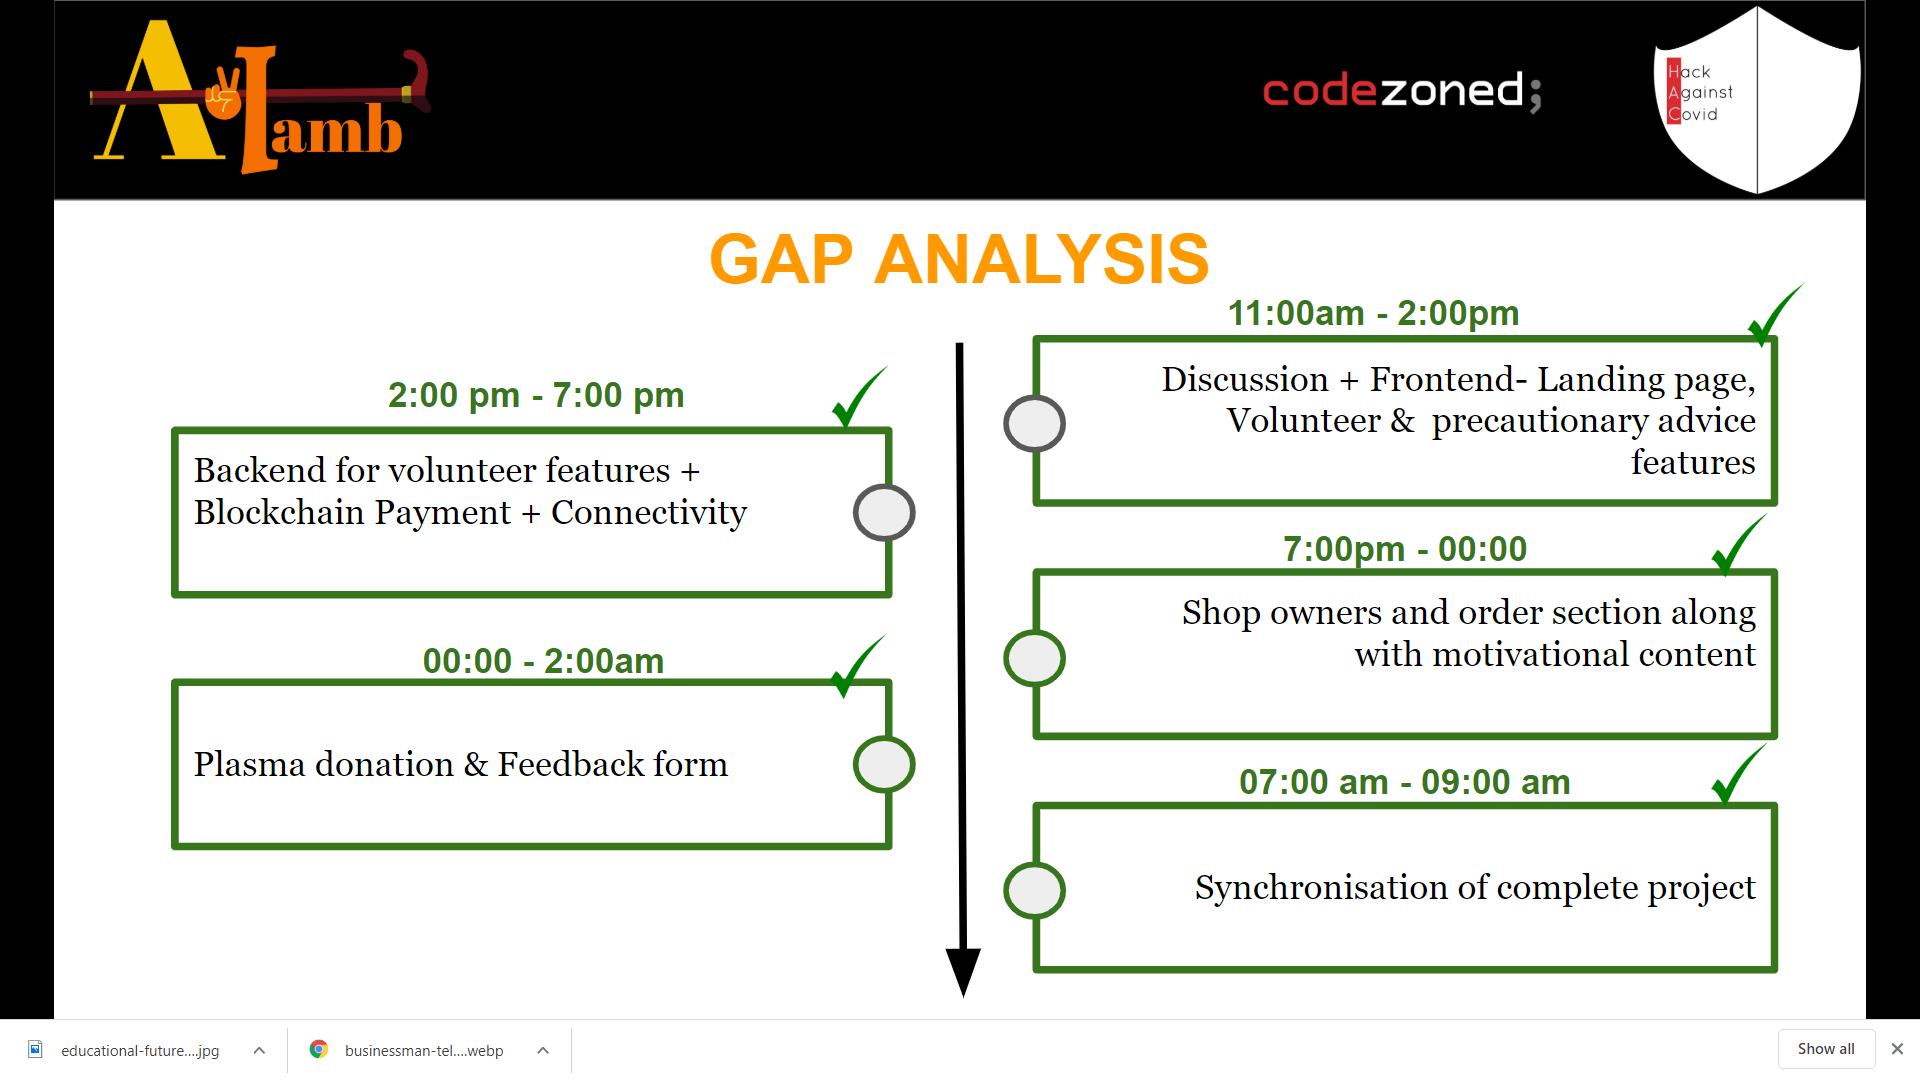 A Iamb
codezoned;
Hack
Against
Covid
GAP ANALYSIS
11:00am - 2:00pm
Discussion + Frontend- Landing page,
Volunteer & precautionary advice
features
2:00 pm - 7:00 pm
Backend for volunteer features +
Blockchain Payment + Connectivity
7:00pm - 00:00
Shop owners and order section along
with motivational content
00:00 - 2:00am
Plasma donation & Feedback form
07:00 am - 09:00 am
Synchronisation of complete project
educational-future....jpg
businessman-tel....webp
Show all